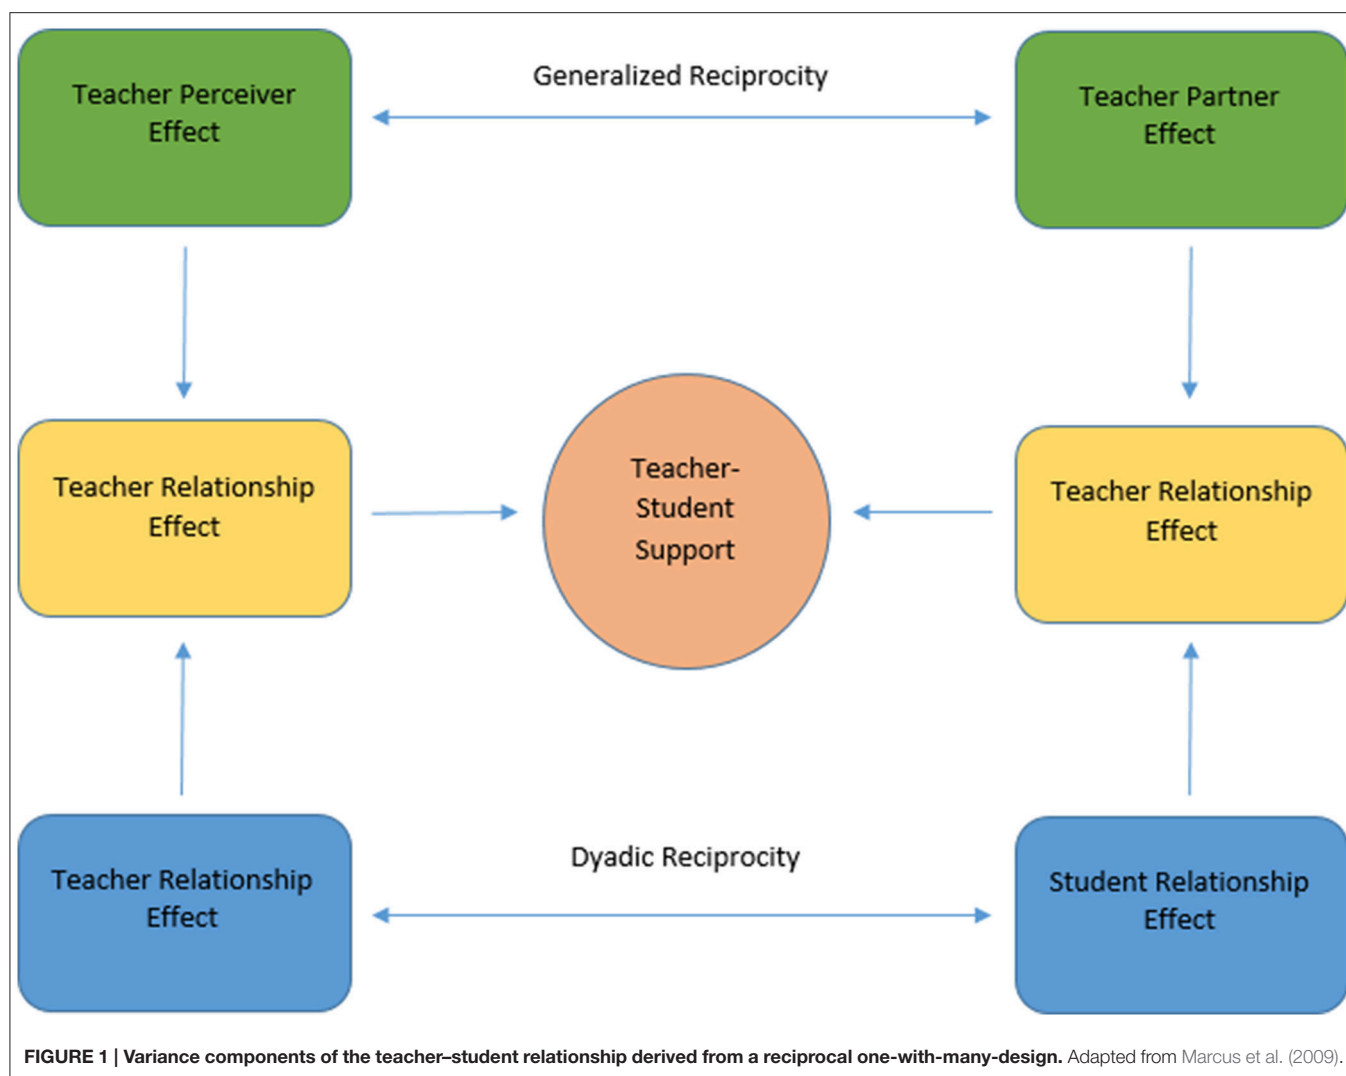 Teacher Perceiver
Effect
Generalized Reciprocity
Teacher Partner
Effect
Teacher Relationship
Effect
Teacher-
Student
Support
Teacher Relationship
Effect
Teacher Relationship
Effect
Dyadic Reciprocity
Student Relationship
Effect
FIGURE 1 | Variance components of the teacher–student relationship derived from a reciprocal one-with-many-design. Adapted from Marcus et al. (2009).